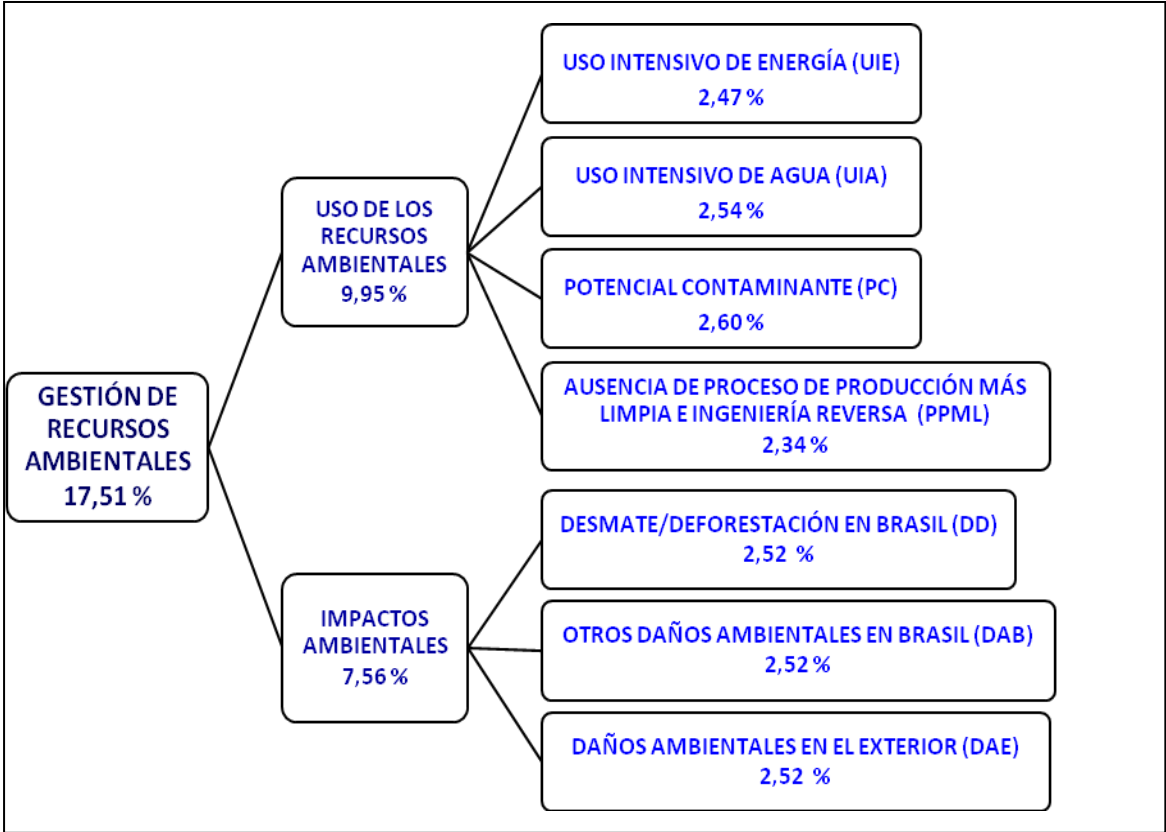 GESTIÓN DE
RECURSOS
AMBIENTALES
17,51 %
USO DE LOS
RECURSOS
AMBIENTALES
9,95 %
USO INTENSIVO DE ENERGÍA (UIE)
2,47 %
USO INTENSIVO DE AGUA (UIA)
2,54 %
POTENCIAL CONTAMINANTE (PC)
2,60 %
AUSENCIA DE PROCESO DE PRODUCCIÓN MÁS
LIMPIA E INGENIERÍA REVERSA (PPML)
2,34 %
IMPACTOS
AMBIENTALES
7,56 %
DESMATE/DEFORESTACIÓN EN BRASIL (DD)
2,52 %
OTROS DAÑOS AMBIENTALES EN BRASIL (DAB)
2,52 %
DAÑOS AMBIENTALES EN EL EXTERIOR (DAE)
2,52 %